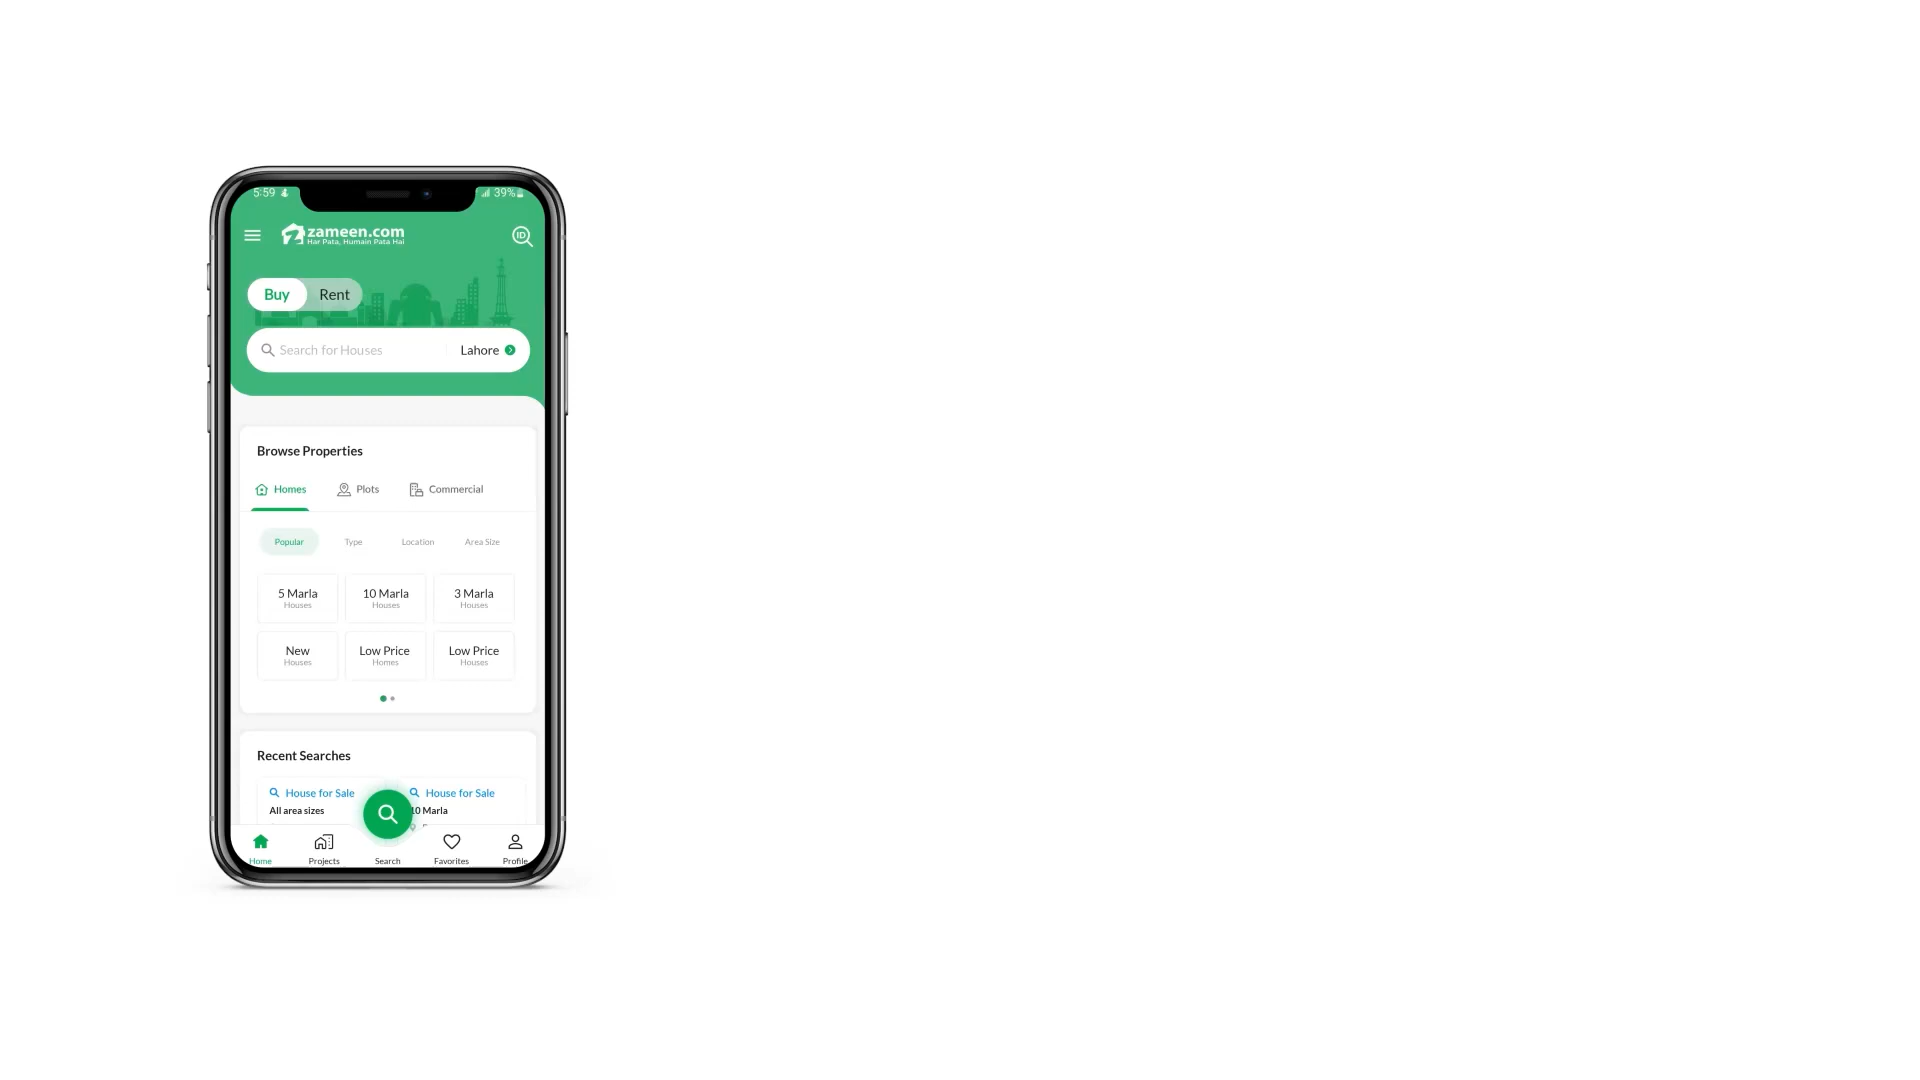 5:59
39%
zameen.com
Har Pata, Humain Pata Hai
ID
Buy
Rent
Search for Houses
Lahore
Browse Properties
Homes
Plots
Commercial
Popular
Type
Location
Area Size
5 Marla
Houses
10 Marla
Houses
3 Marla
Houses
New
Houses
Low Price
Homes
Low Price
Houses
Recent Searches
House for Sale
All area sizes
House for Sale
10 Marla
Home
Projects
Search
Favorites
Profile